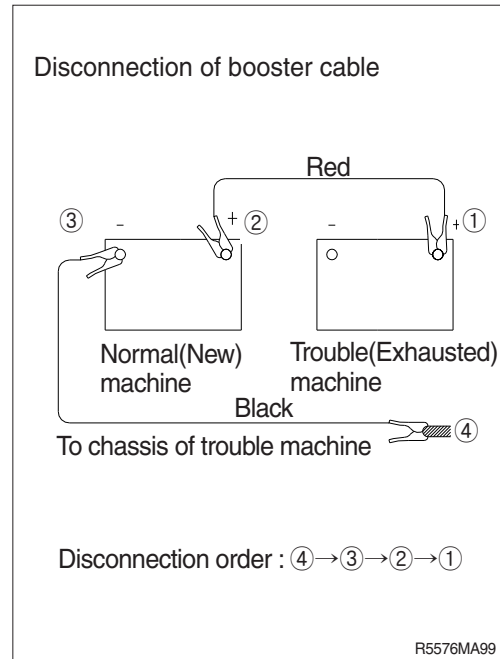 Disconnection of booster cable
Red
③ - + ② - + ①
Normal(New)
machine
Trouble(Exhausted)
machine
Black
To chassis of trouble machine ④
Disconnection order : ④→③→②→①
R5576MA99